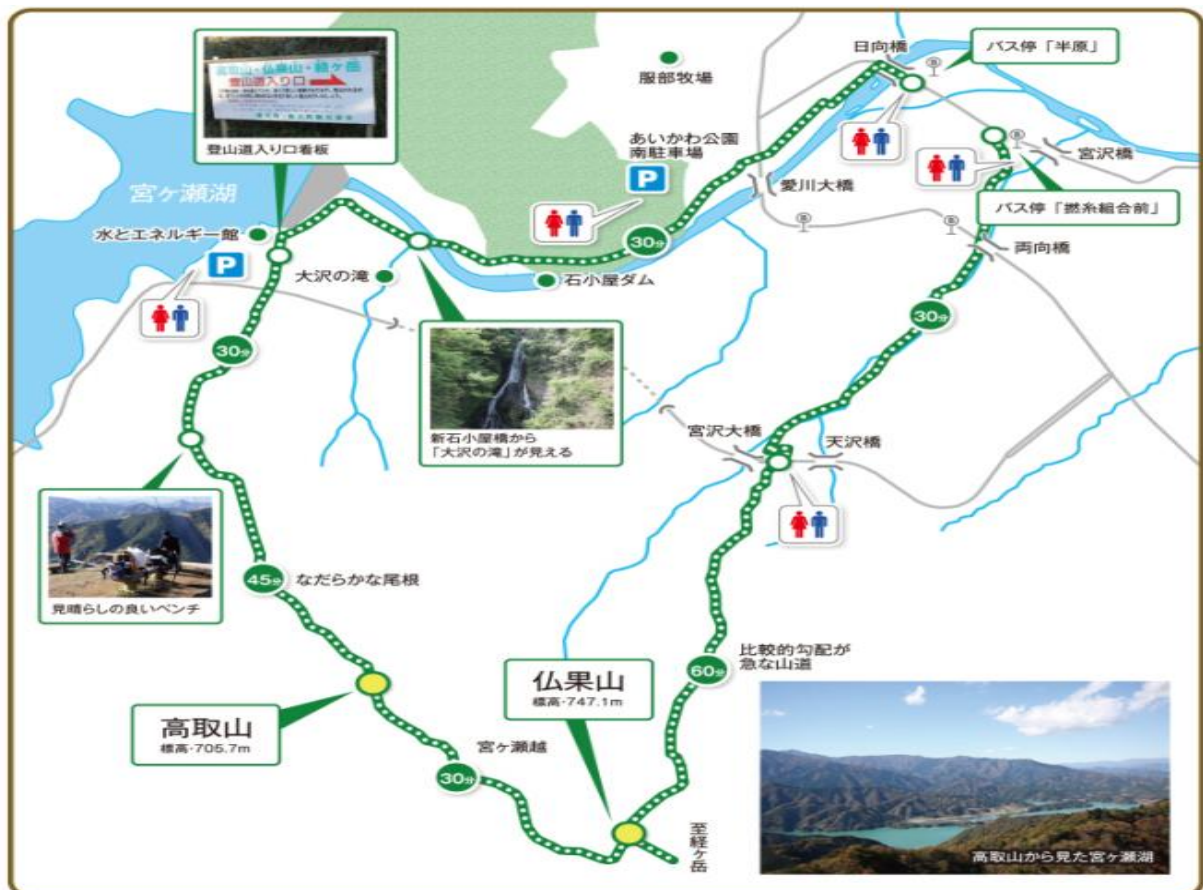 高取山・仏果山・経ヶ岳
登山道入り口
登山道入り口看板
服部牧場
日向橋
バス停「半原」
あいかわ公園
南駐車場
P
宮沢橋
バス停「撚糸組合前」
愛川大橋
両向橋
宮ヶ瀬湖
水とエネルギー館
P
大沢の滝
石小屋ダム
30分
30分
30分
新石小屋橋から
「大沢の滝」が見える
宮沢大橋
天沢橋
見晴らしの良いベンチ
45分
なだらかな尾根
比較的勾配が
急な山道
60分
仏果山
標高・747.1m
高取山
標高・705.7m
宮ヶ瀬越
30分
至経ヶ岳
高取山から見た宮ヶ瀬湖